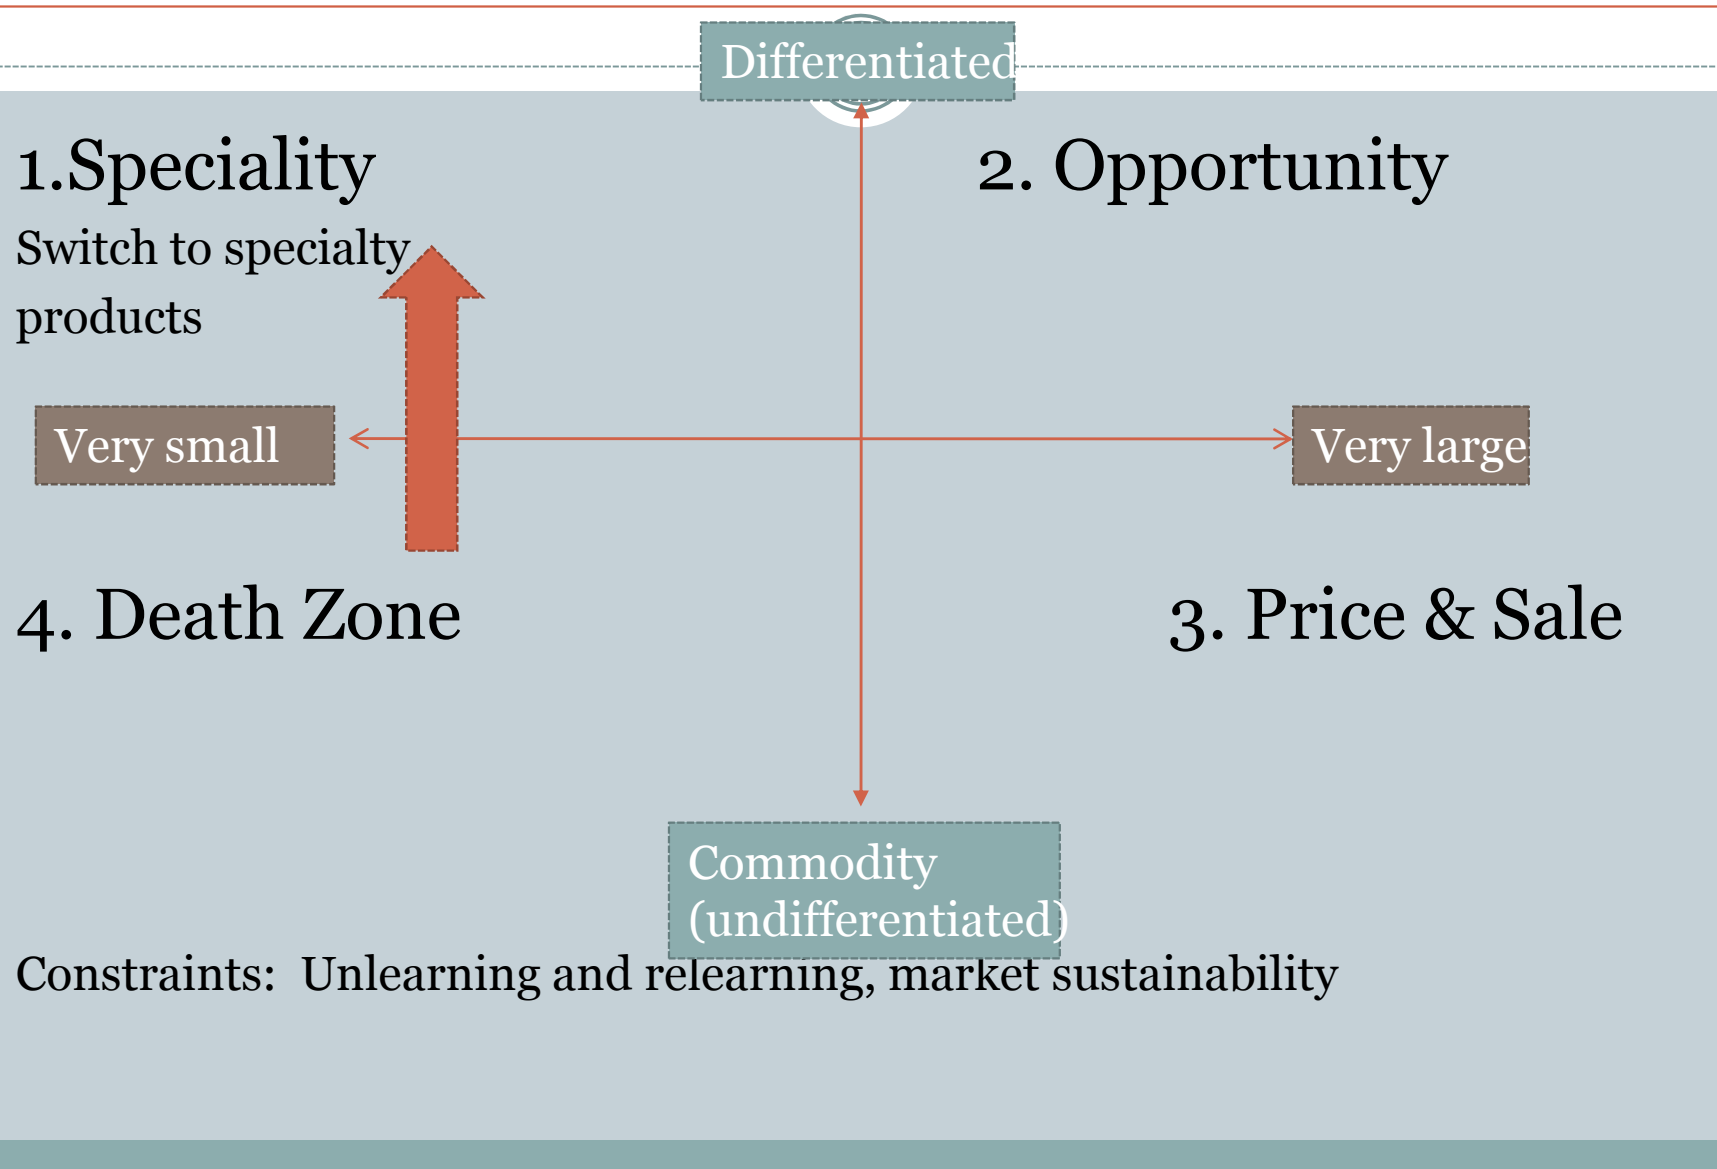 Differentiated
1.Speciality
2. Opportunity
Switch to specialty
products
Very small
Very large
4. Death Zone
3. Price & Sale
Commodity
(undifferentiated)
Constraints:  Unlearning and relearning, market sustainability